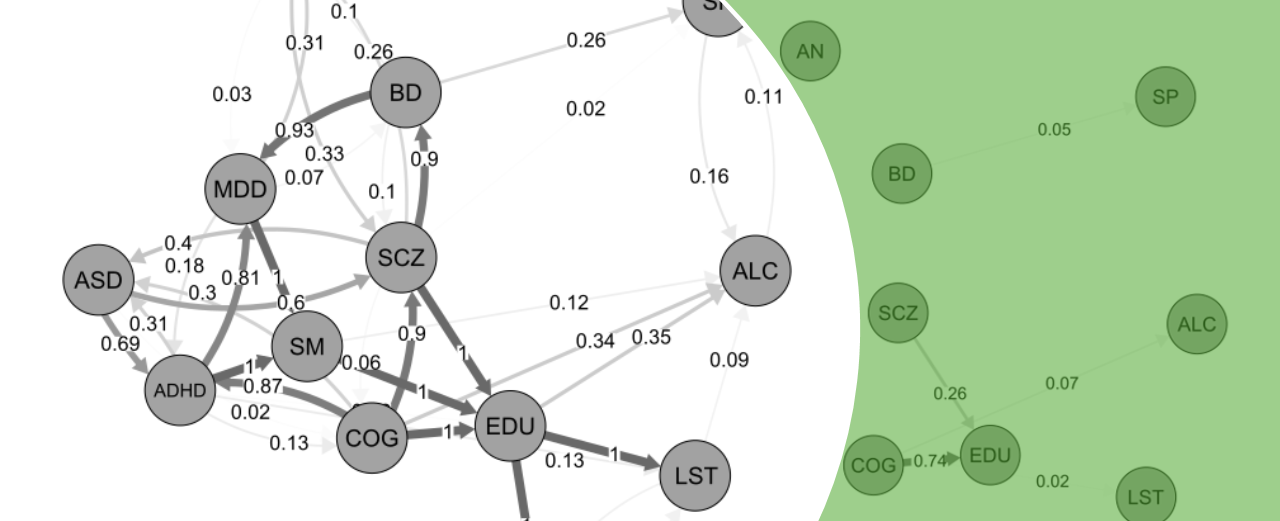 0.1
SP
0.31
0.26
0.26
AN
BD
0.03
0.11
SP
0.02
0.93
0.05
0.33
0.9
BD
0.07
0.16
MDD
0.1
0.4
SCZ
0.18
ALC
ASD
0.81
1
0.3
0.6
0.12
SCZ
0.31
0.9
ALC
0.69
SM
0.34
0.35
1
0.06
0.09
1
0.87
ADHD
1
0.07
0.26
0.02
EDU
COG
1
0.13
1
0.13
EDU
0.74
COG
LST
0.02
LST